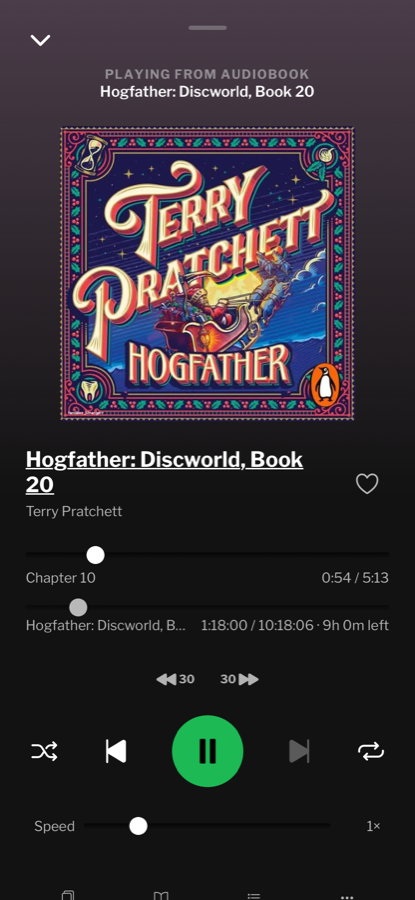 PLAYING FROM AUDIOBOOK
Hogfather: Discworld, Book 20
TERRY
PRATCHETT
HOGFATHER
Hogfather: Discworld, Book
20
Terry Pratchett
Chapter 10
0:54 / 5:13
Hogfather: Discworld, B...
1:18:00 / 10:18:06 · 9h 0m left
30
30
Speed
1×